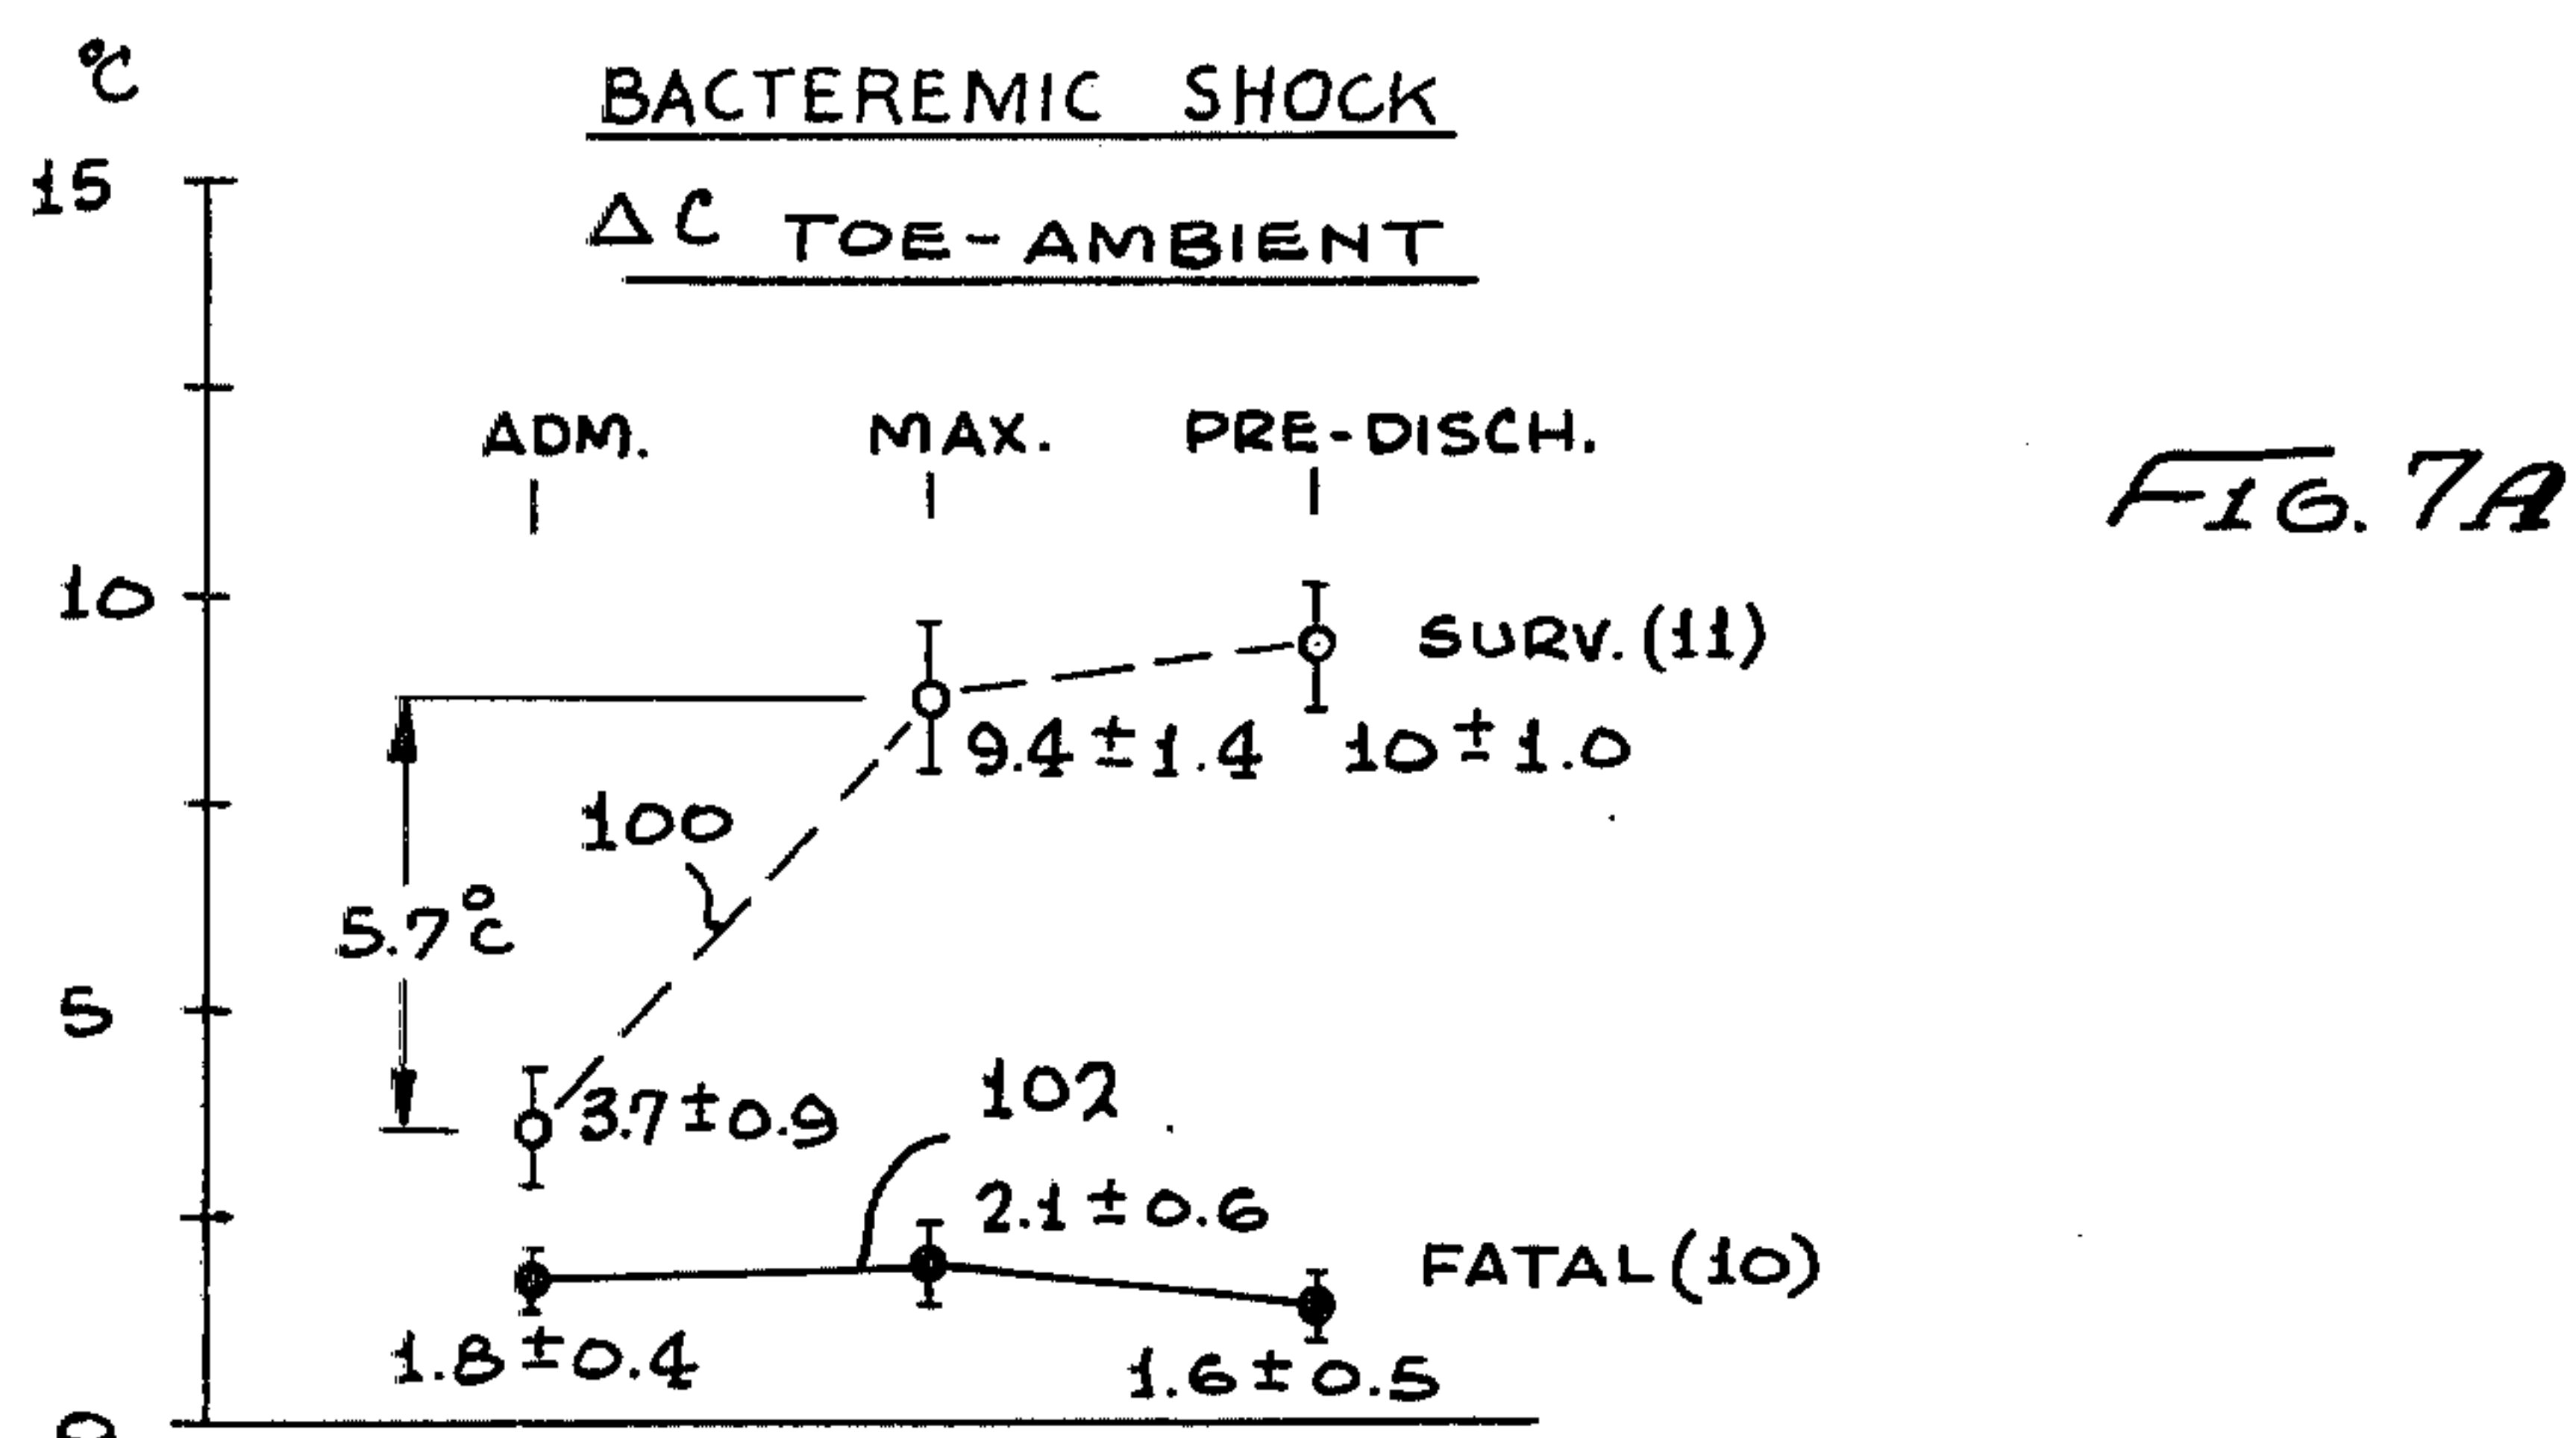 °C
BACTEREMIC SHOCK
15
ΔC TOE-AMBIENT
ADM. MAX. PRE-DISCH.
FIG. 7A
10
SURV. (11)
9.4 ± 1.4 10 ± 1.0
100
5.7°C
5
3.7 ± 0.9
102
2.1 ± 0.6
FATAL (10)
1.8 ± 0.4
1.6 ± 0.5
0